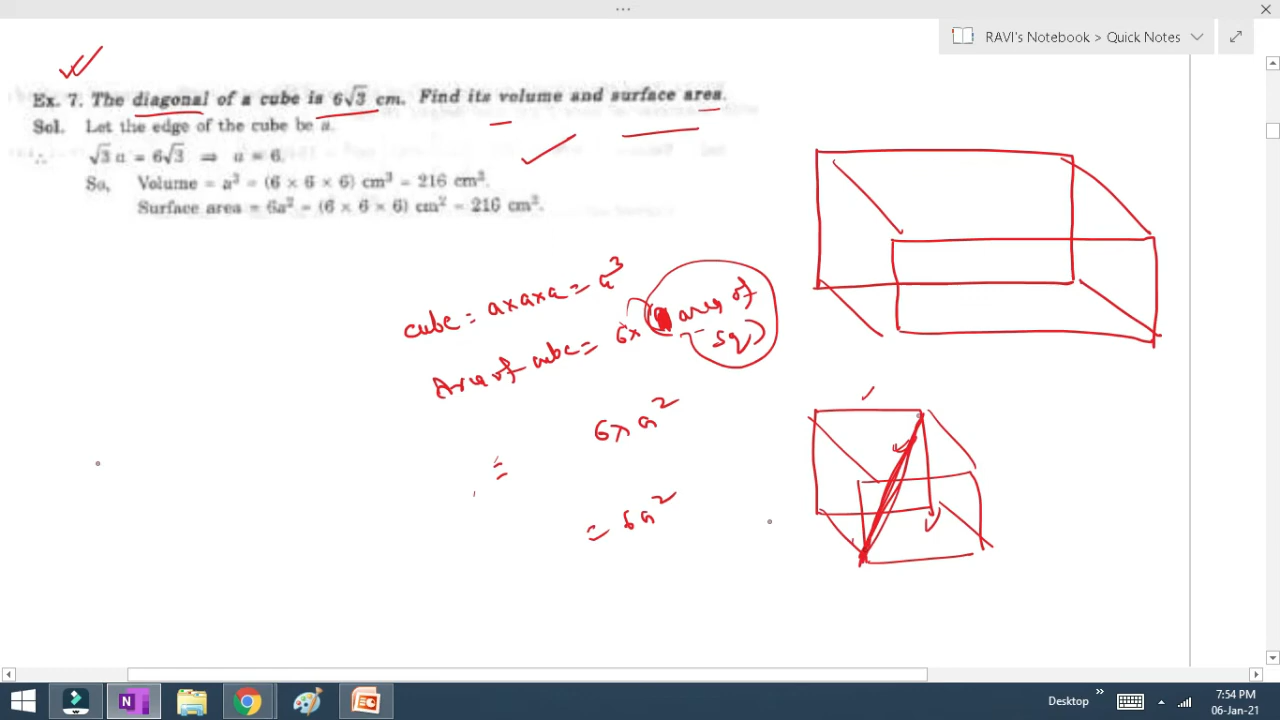 RAVI's Notebook > Quick Notes
Ex. 7. The diagonal of a cube is 6√3 cm. Find its volume and surface area.
Sol. Let the edge of the cube be a.
∴ √3 a = 6√3 ⇒ a = 6.
So, Volume = a³ = (6 × 6 × 6) cm³ = 216 cm³.
Surface area = 6a² = (6 × 6 × 6) cm² = 216 cm².
cube = a×a×a = a³
Area of cube = 6× (area of
sq)
= 6×a²
= 6a²
Desktop
7:54 PM
06-Jan-21